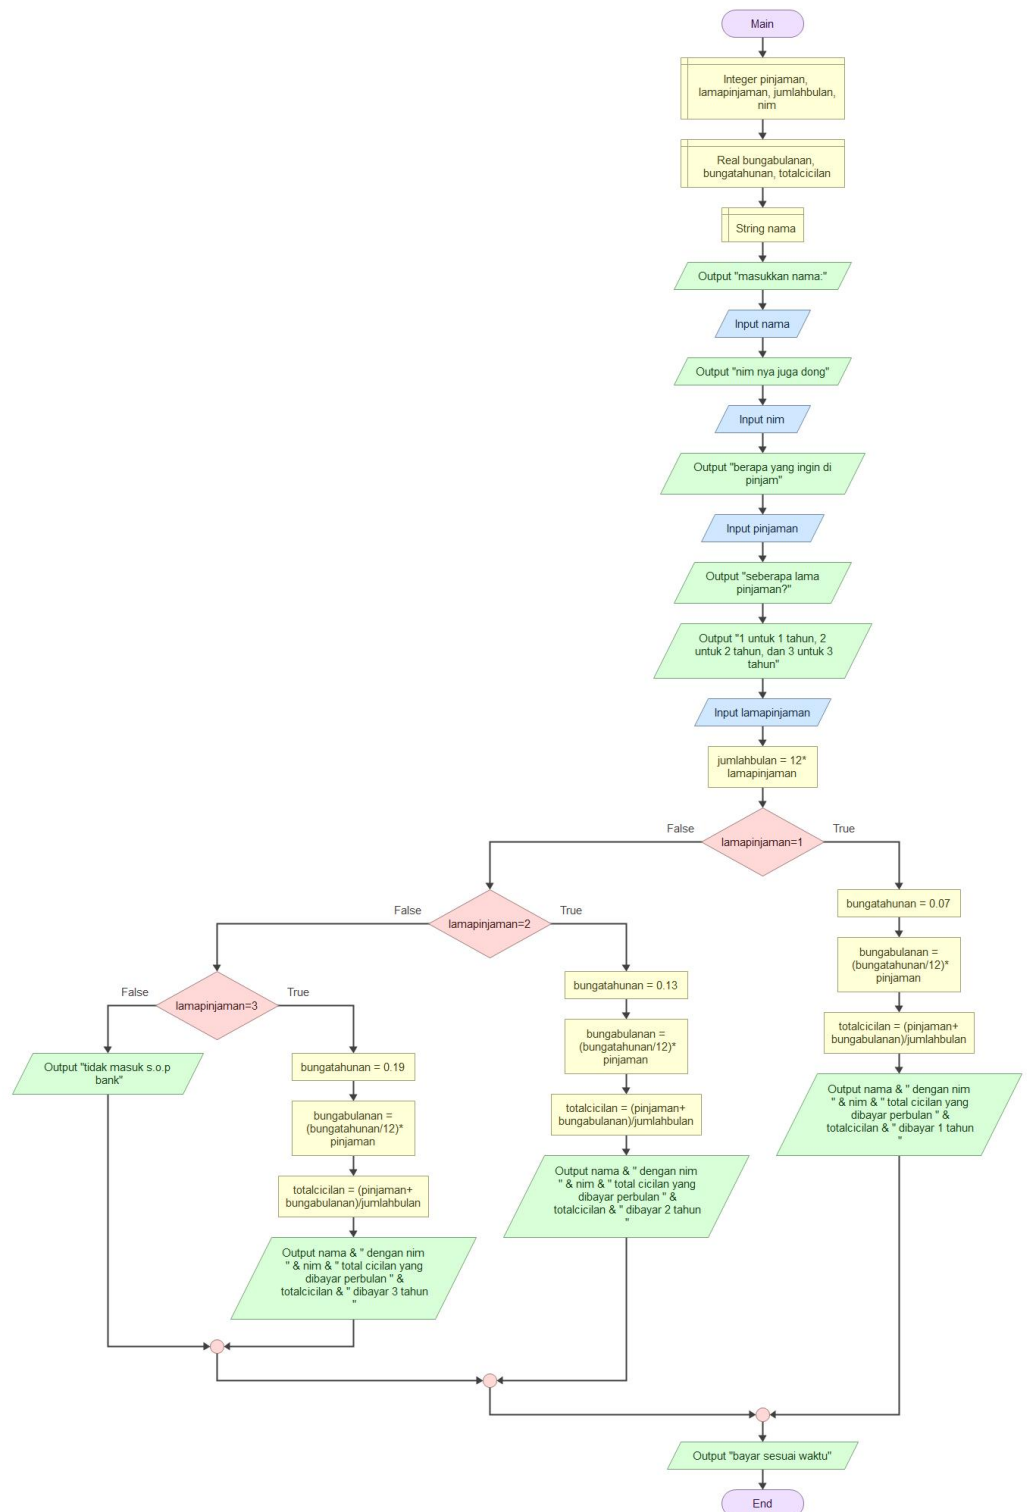 Main
Integer pinjaman,
lamapinjaman, jumlahbulan,
nim
Real bungabulanan,
bungatahunan, totalcicilan
String nama
Output "masukkan nama:"
Input nama
Output "nim nya juga dong"
Input nim
Output "berapa yang ingin di
pinjam"
Input pinjaman
Output "seberapa lama
pinjaman?"
Output "1 untuk 1 tahun, 2
untuk 2 tahun, dan 3 untuk 3
tahun"
Input lamapinjaman
jumlahbulan = 12*
lamapinjaman
False
lamapinjaman=1
True
False
lamapinjaman=2
True
bungatahunan = 0.07
bungabulanan =
(bungatahunan/12)*
pinjaman
totalcicilan = (pinjaman+
bungabulanan)/jumlahbulan
Output nama & " dengan nim
" & nim & " total cicilan yang
dibayar perbulan " &
totalcicilan & " dibayar 1 tahun
"
False
lamapinjaman=3
True
bungatahunan = 0.13
bungabulanan =
(bungatahunan/12)*
pinjaman
totalcicilan = (pinjaman+
bungabulanan)/jumlahbulan
Output nama & " dengan nim
" & nim & " total cicilan yang
dibayar perbulan " &
totalcicilan & " dibayar 2 tahun
"
Output "tidak masuk s.o.p
bank"
bungatahunan = 0.19
bungabulanan =
(bungatahunan/12)*
pinjaman
totalcicilan = (pinjaman+
bungabulanan)/jumlahbulan
Output nama & " dengan nim
" & nim & " total cicilan yang
dibayar perbulan " &
totalcicilan & " dibayar 3 tahun
"
Output "bayar sesuai waktu"
End